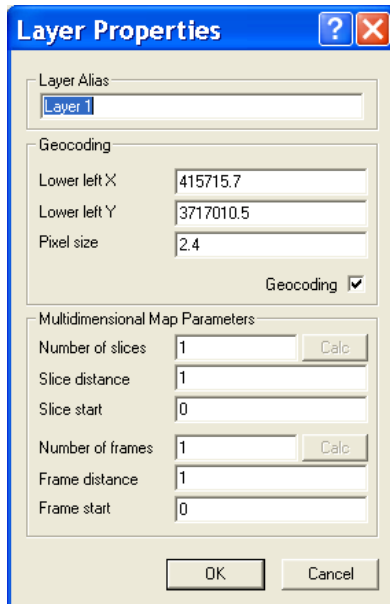 Layer Properties
?
Layer Alias
Layer 1
Geocoding
Lower left X 415715.7
Lower left Y 3717010.5
Pixel size 2.4
Geocoding
Multidimensional Map Parameters
Number of slices 1 Calc
Slice distance 1
Slice start 0
Number of frames 1 Calc
Frame distance 1
Frame start 0
OK Cancel